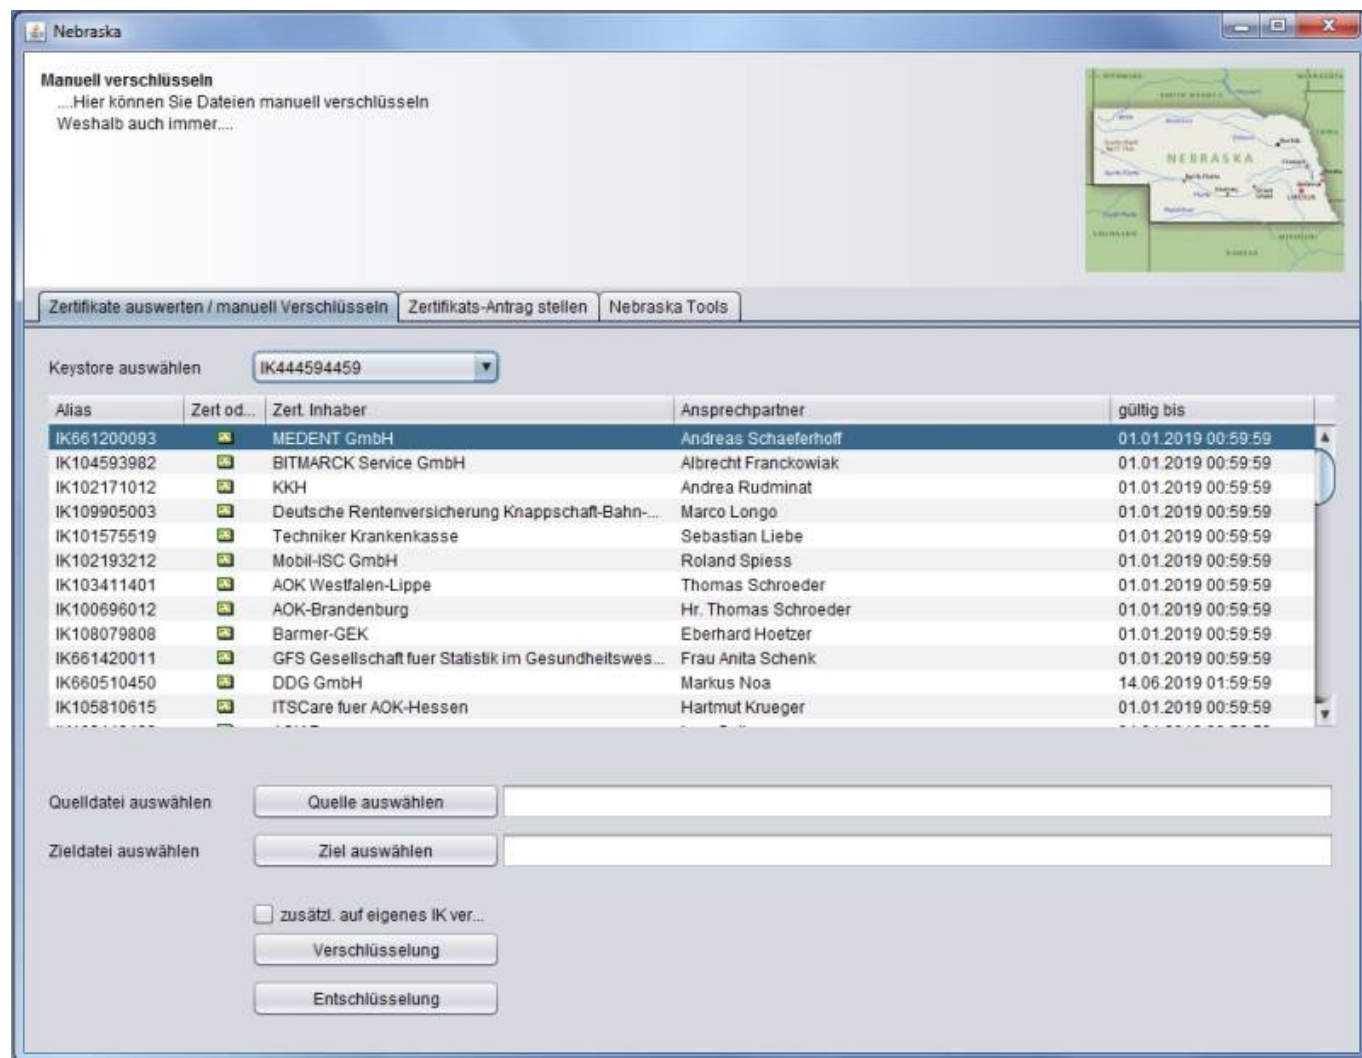 Nebraska
Manuell verschlüsseln
....Hier können Sie Dateien manuell verschlüsseln
Weshalb auch immer....
NEBRASKA
LINCOLN
Zertifikate auswerten / manuell Verschlüsseln Zertifikats-Antrag stellen Nebraska Tools
Keystore auswählen IK444594459
Alias Zert od... Zert. Inhaber Ansprechpartner gültig bis
IK661200093 MEDENT GmbH Andreas Schaeferhoff 01.01.2019 00:59:59
IK104593982 BITMARCK Service GmbH Albrecht Franckowiak 01.01.2019 00:59:59
IK102171012 KKH Andrea Rudminat 01.01.2019 00:59:59
IK109905003 Deutsche Rentenversicherung Knappschaft-Bahn-... Marco Longo 01.01.2019 00:59:59
IK101575519 Techniker Krankenkasse Sebastian Liebe 01.01.2019 00:59:59
IK102193212 Mobil-ISC GmbH Roland Spiess 01.01.2019 00:59:59
IK103411401 AOK Westfalen-Lippe Thomas Schroeder 01.01.2019 00:59:59
IK100696012 AOK-Brandenburg Hr. Thomas Schroeder 01.01.2019 00:59:59
IK108079808 Barmer-GEK Eberhard Hoetzer 01.01.2019 00:59:59
IK661420011 GFS Gesellschaft fuer Statistik im Gesundheitswes... Frau Anita Schenk 01.01.2019 00:59:59
IK660510450 DDG GmbH Markus Noa 14.06.2019 01:59:59
IK105810615 ITSCare fuer AOK-Hessen Hartmut Krueger 01.01.2019 00:59:59
Quelldatei auswählen Quelle auswählen
Zieldatei auswählen Ziel auswählen
zusätzl. auf eigenes IK ver...
Verschlüsselung
Entschlüsselung